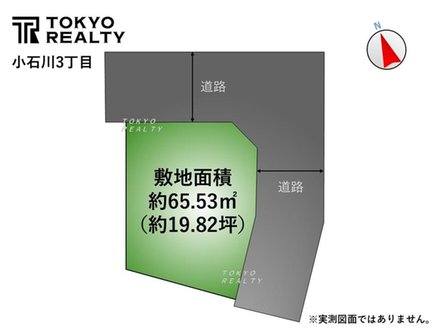 TOKYO
REALTY
小石川3丁目
N
道路
TOKYO
REALTY
敷地面積
約65.53㎡
（約19.82坪）
道路
TOKYO
REALTY
※実測図面ではありません。